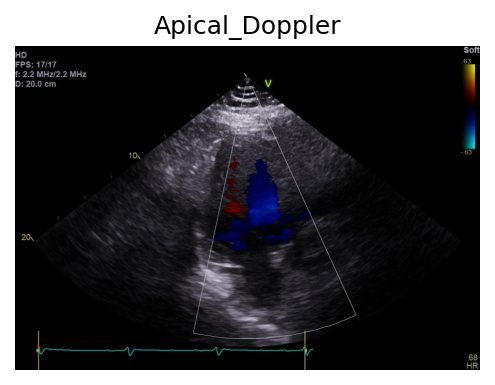 Apical_Doppler
HD
FPS: 17/17
f: 2.2 MHz/2.2 MHz
D: 20.0 cm
Soft
63
-.63
V
10
20
68
HR